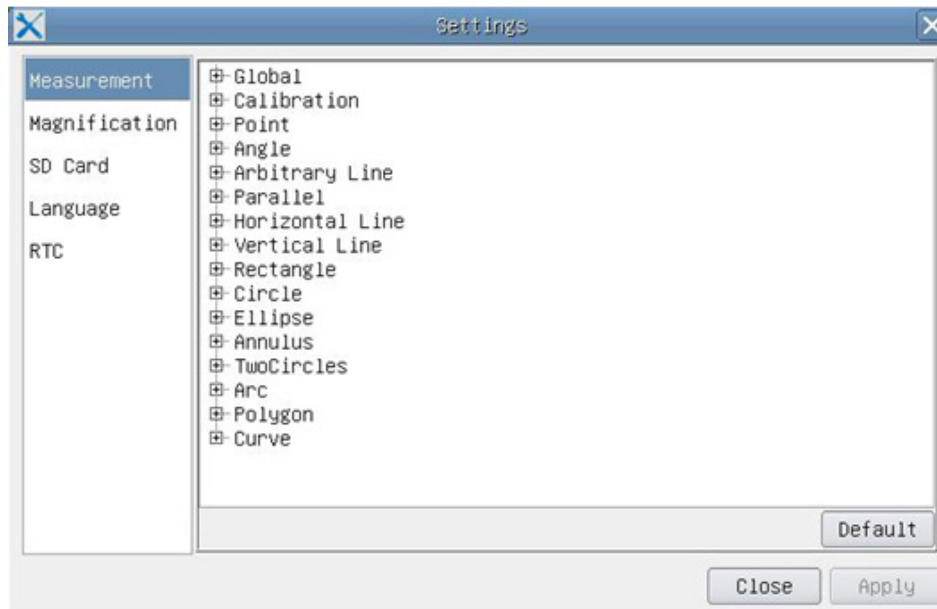 Settings
Measurement
Magnification
SD Card
Language
RTC
Global
Calibration
Point
Angle
Arbitrary Line
Parallel
Horizontal Line
Vertical Line
Rectangle
Circle
Ellipse
Annulus
TwoCircles
Arc
Polygon
Curve
Default
Close
Apply